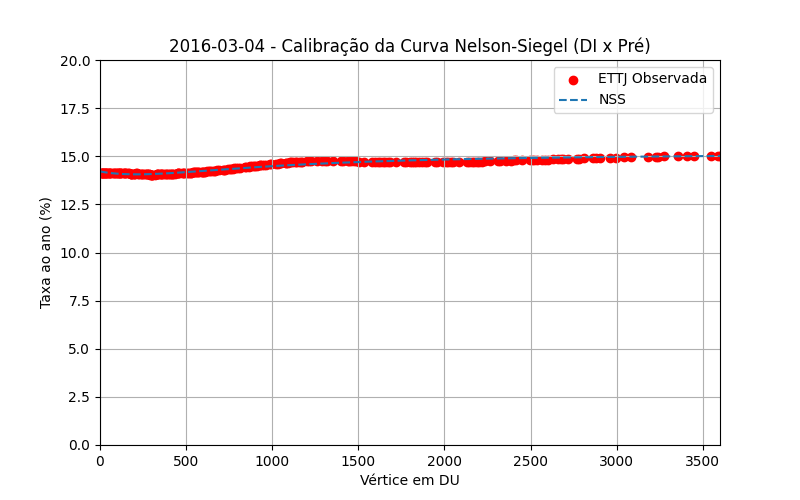 2016-03-04 - Calibração da Curva Nelson-Siegel (DI x Pré)
ETTJ Observada
NSS
Taxa ao ano (%)
20.0
17.5
15.0
12.5
10.0
7.5
5.0
2.5
0.0
0 500 1000 1500 2000 2500 3000 3500
Vértice em DU